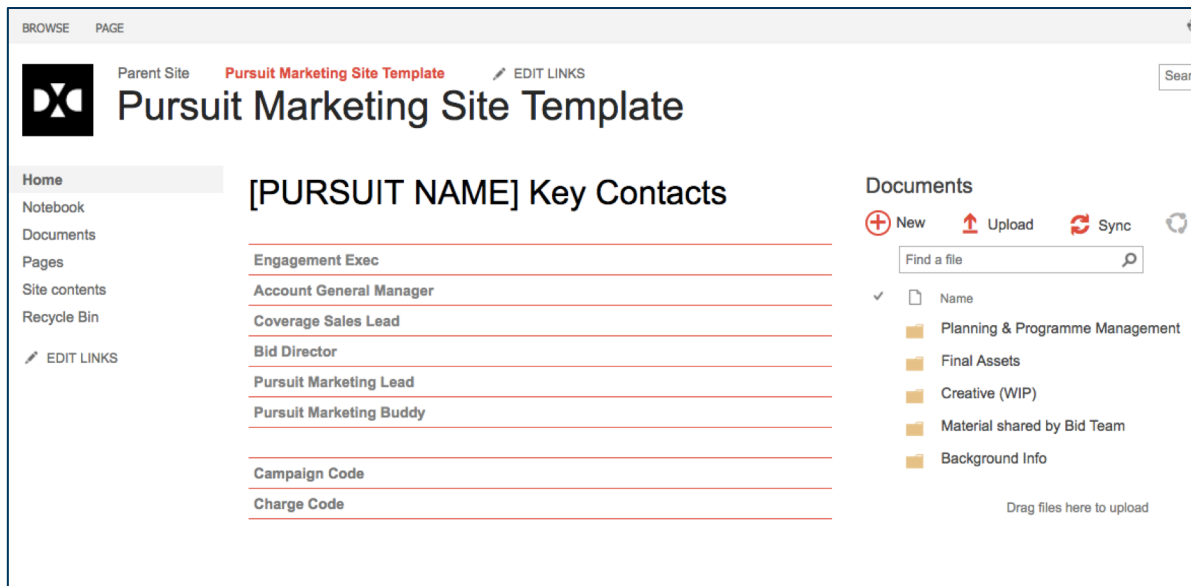 BROWSE PAGE
Parent Site Pursuit Marketing Site Template EDIT LINKS
Pursuit Marketing Site Template
Home
Notebook
Documents
Pages
Site contents
Recycle Bin
EDIT LINKS
[PURSUIT NAME] Key Contacts
Engagement Exec
Account General Manager
Coverage Sales Lead
Bid Director
Pursuit Marketing Lead
Pursuit Marketing Buddy
Campaign Code
Charge Code
Documents
New Upload Sync
Find a file
Name
Planning & Programme Management
Final Assets
Creative (WIP)
Material shared by Bid Team
Background Info
Drag files here to upload